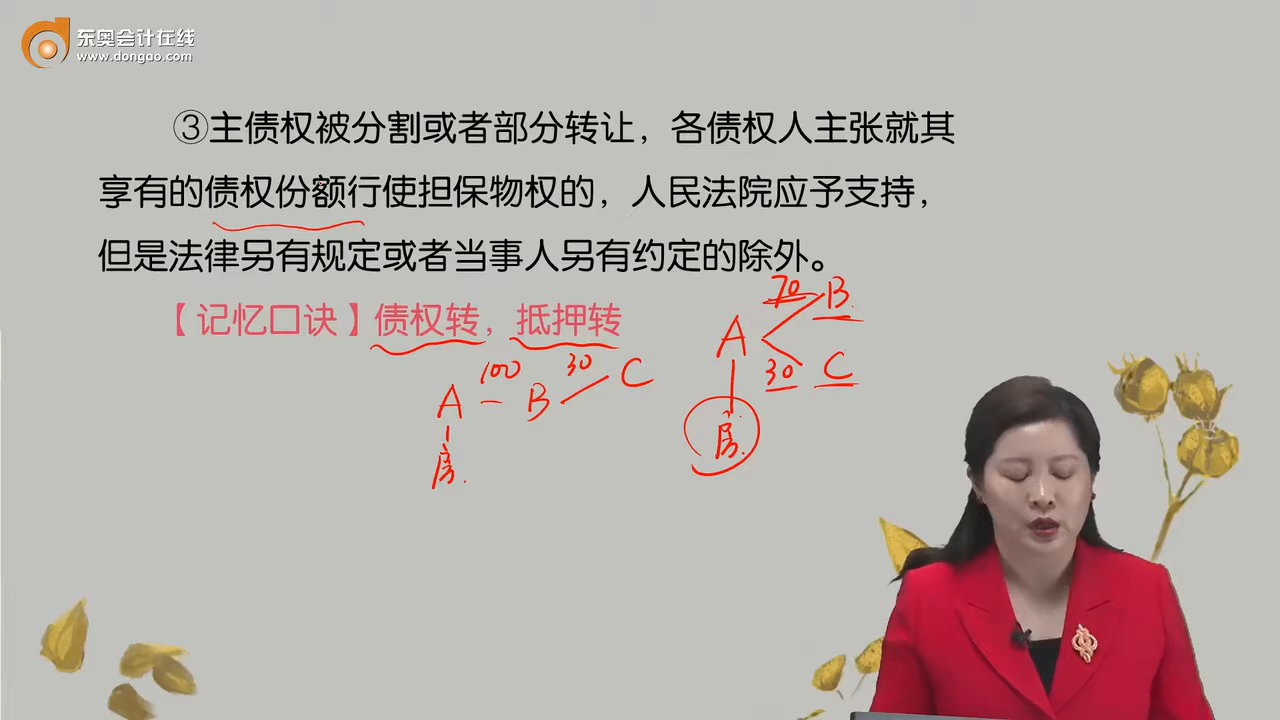 东奥会计在线
www.dongao.com
③主债权被分割或者部分转让，各债权人主张就其
享有的债权份额行使担保物权的，人民法院应予支持，
但是法律另有规定或者当事人另有约定的除外。
【记忆口诀】债权转，抵押转
A 100 B 30 C
房
A 70 B
30 C
房